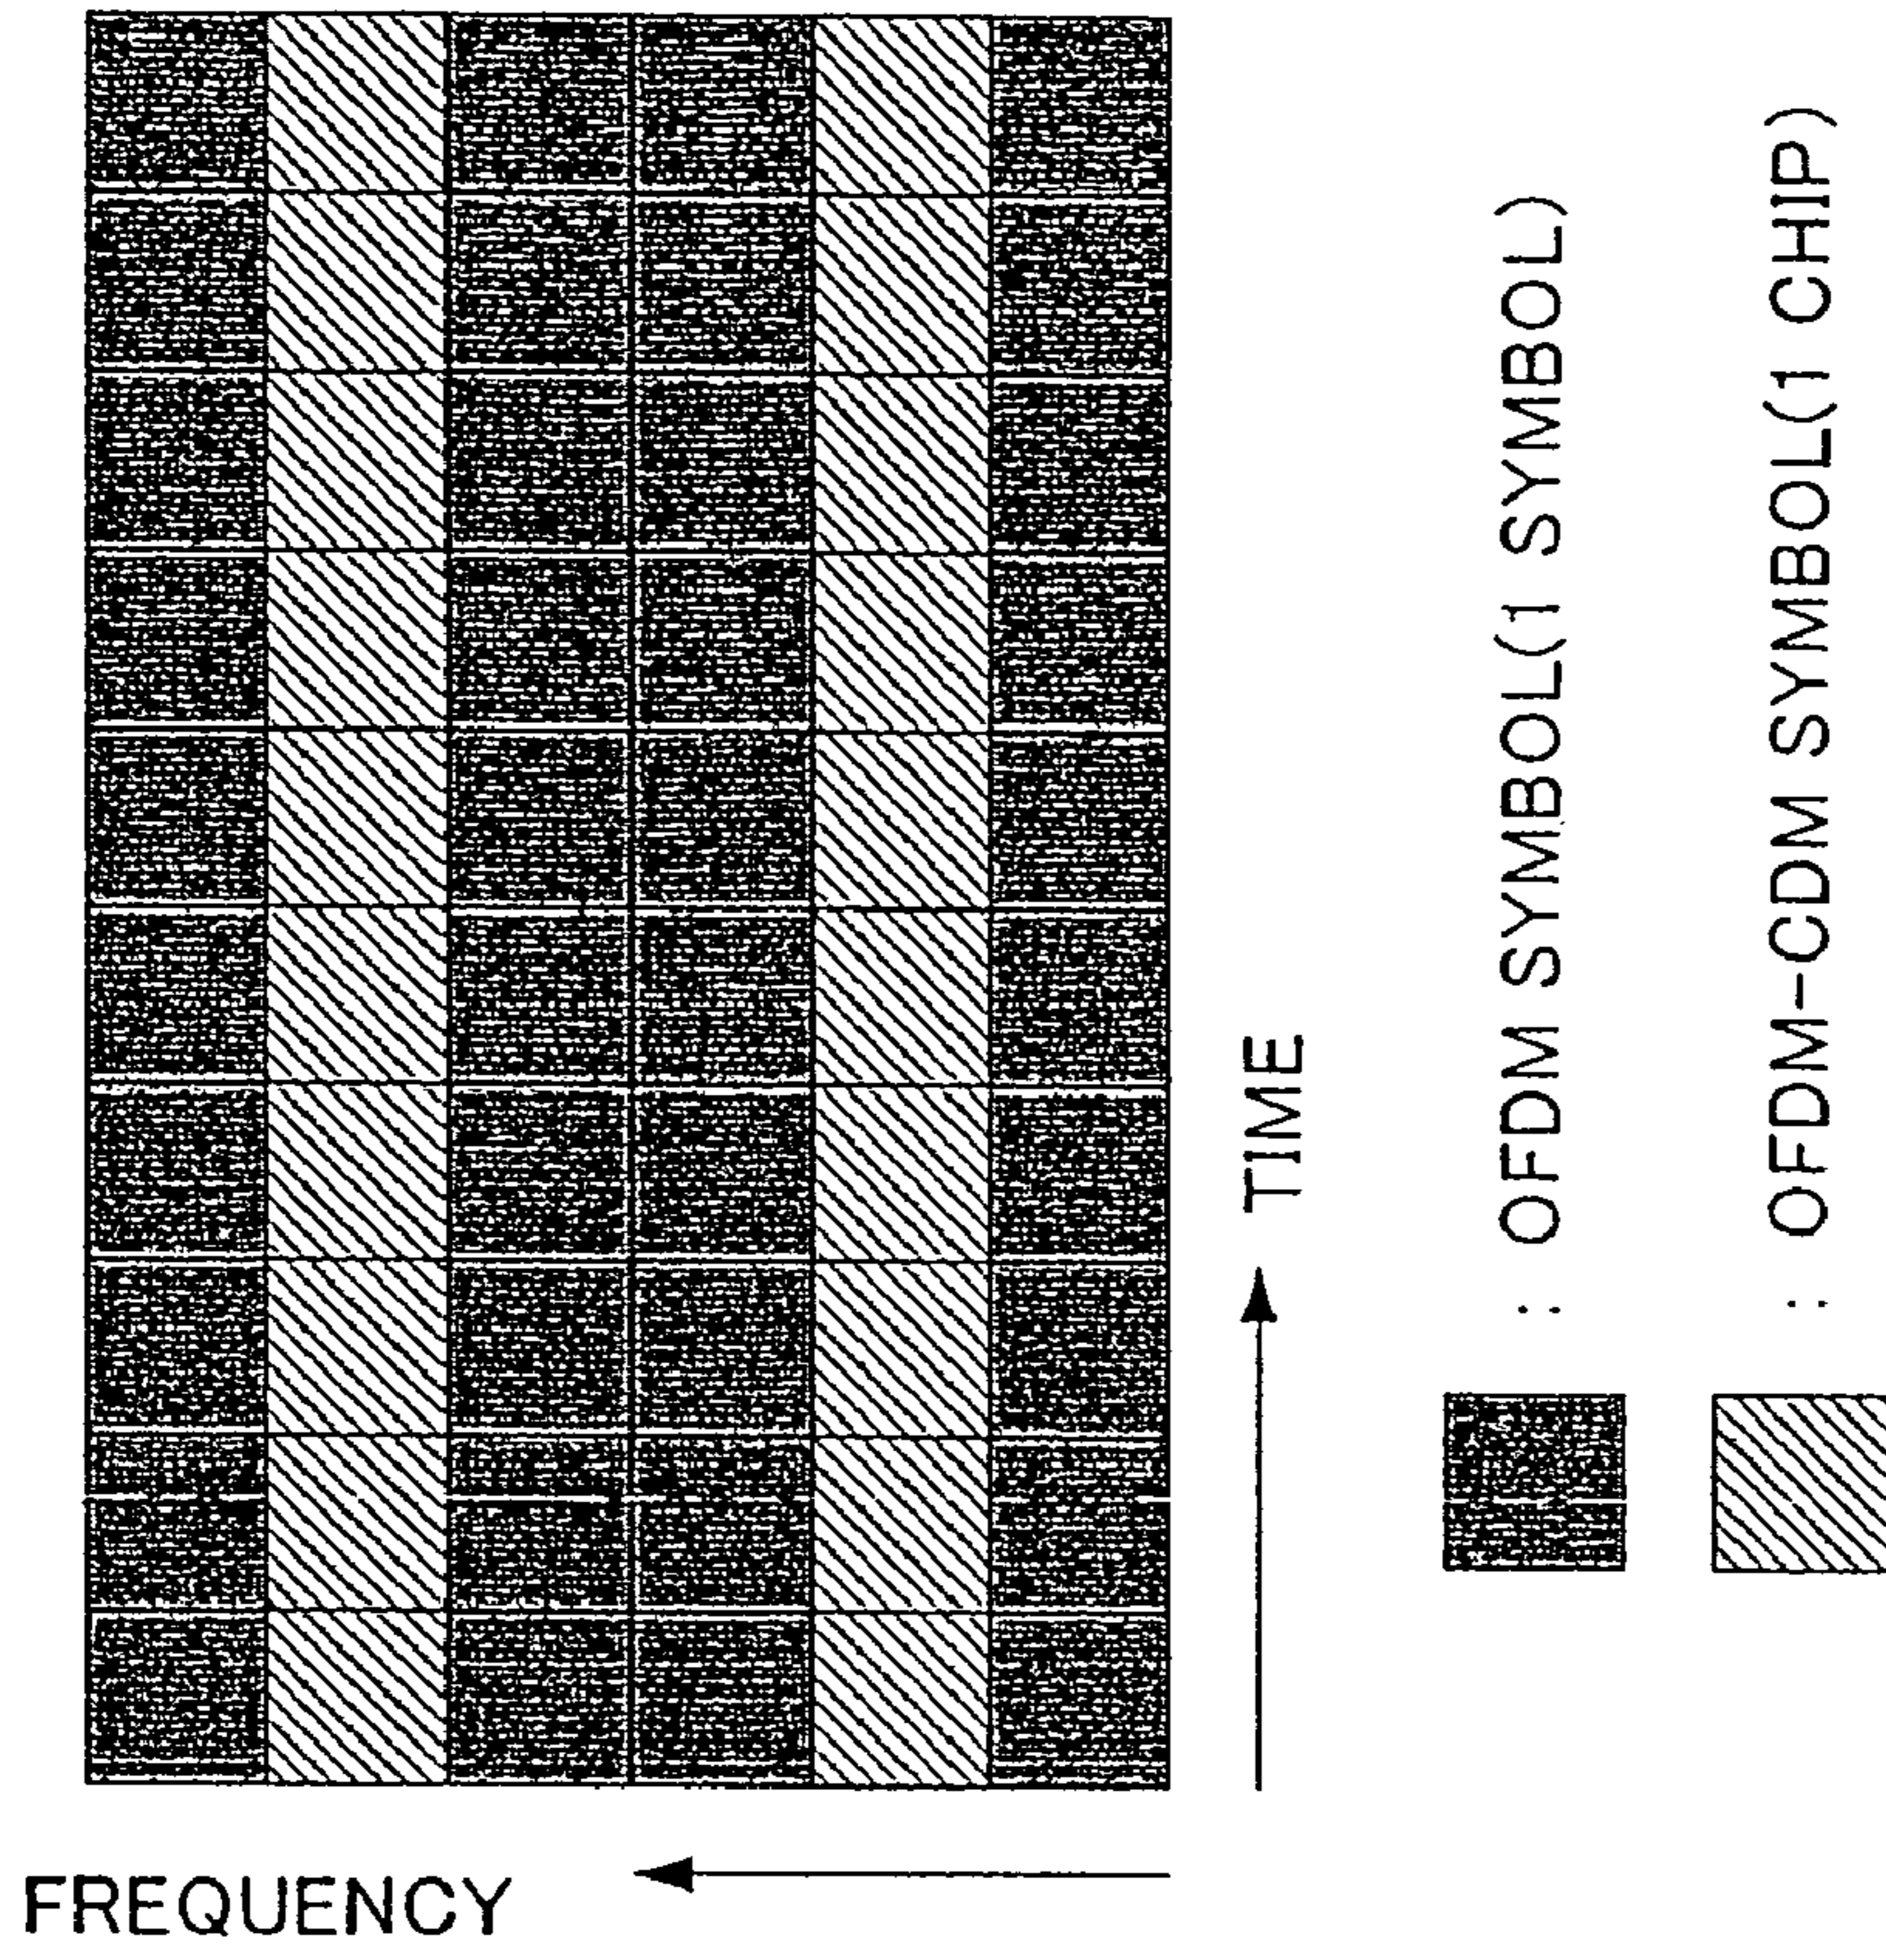 FREQUENCY
TIME
: OFDM SYMBOL(1 SYMBOL)
: OFDM-CDM SYMBOL(1 CHIP)